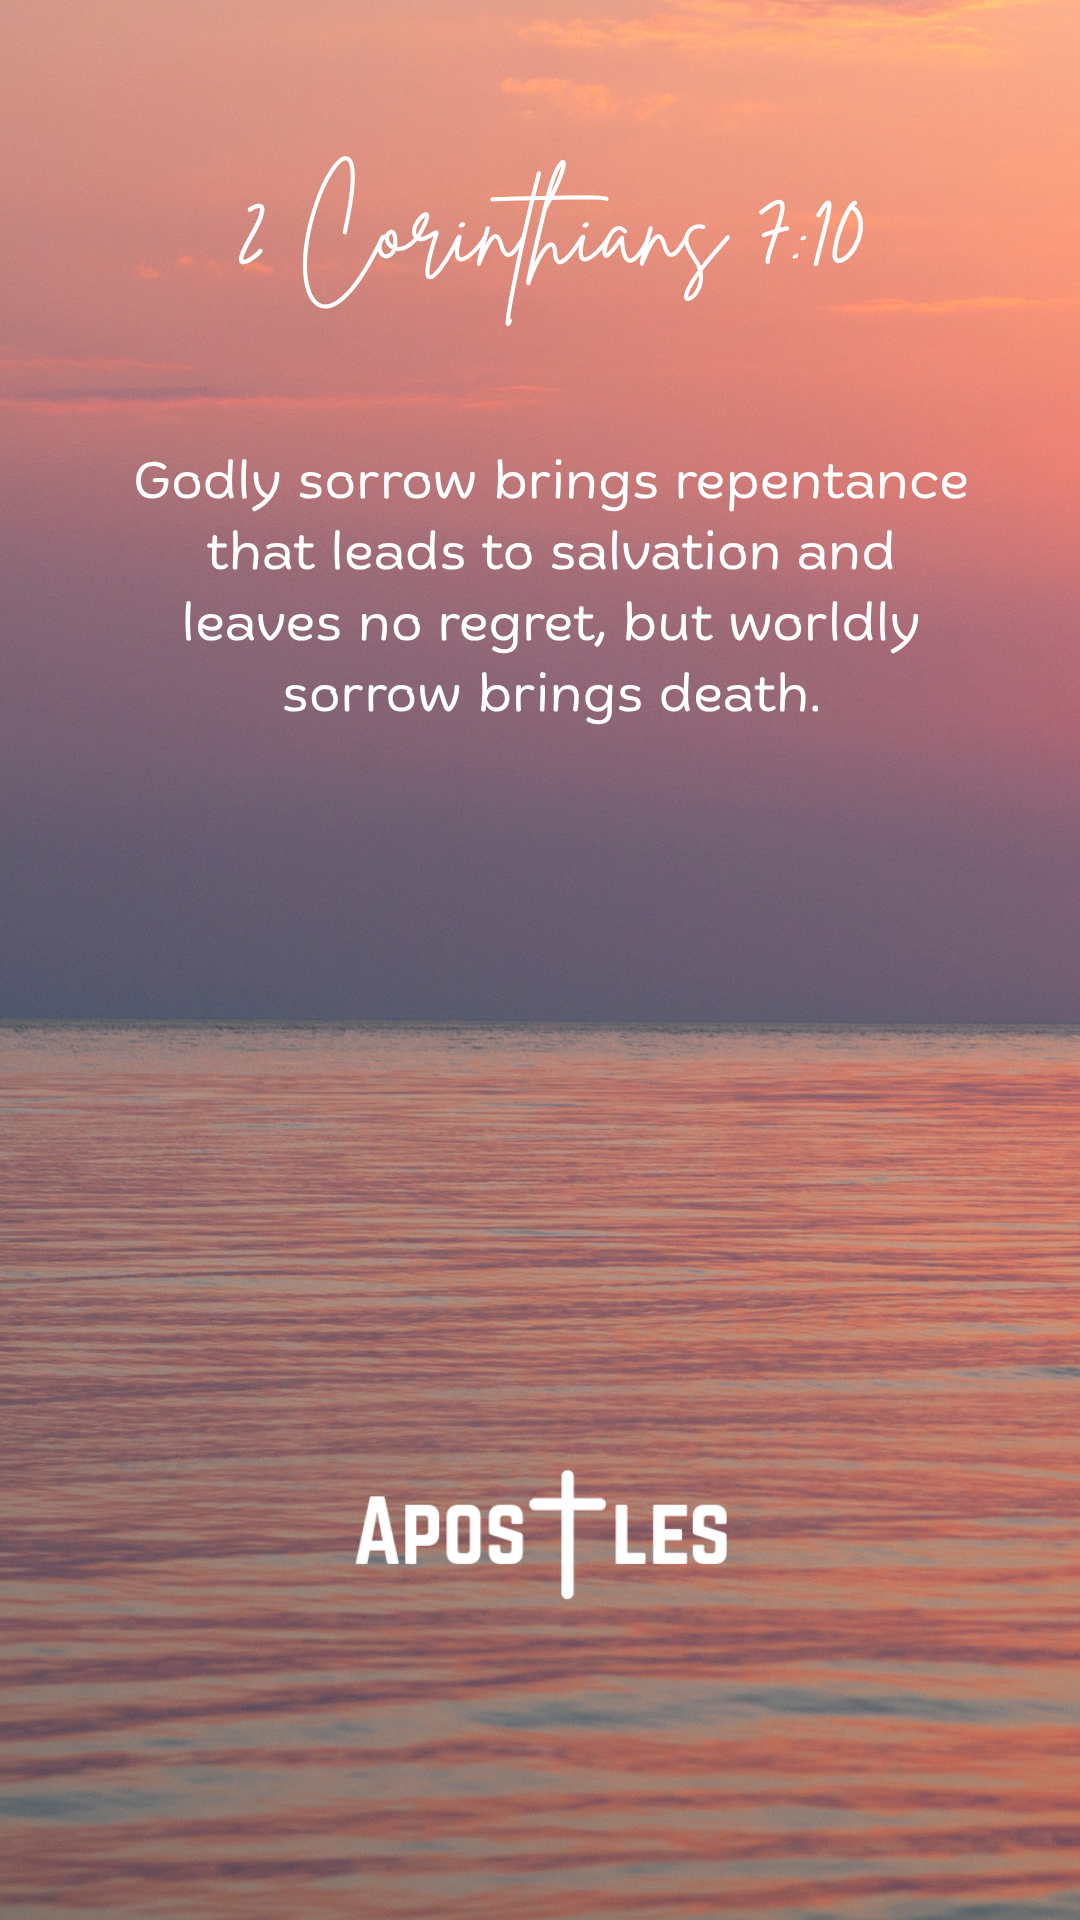 2 Corinthians 7:10
Godly sorrow brings repentance
that leads to salvation and
leaves no regret, but worldly
sorrow brings death.
APOSTLES